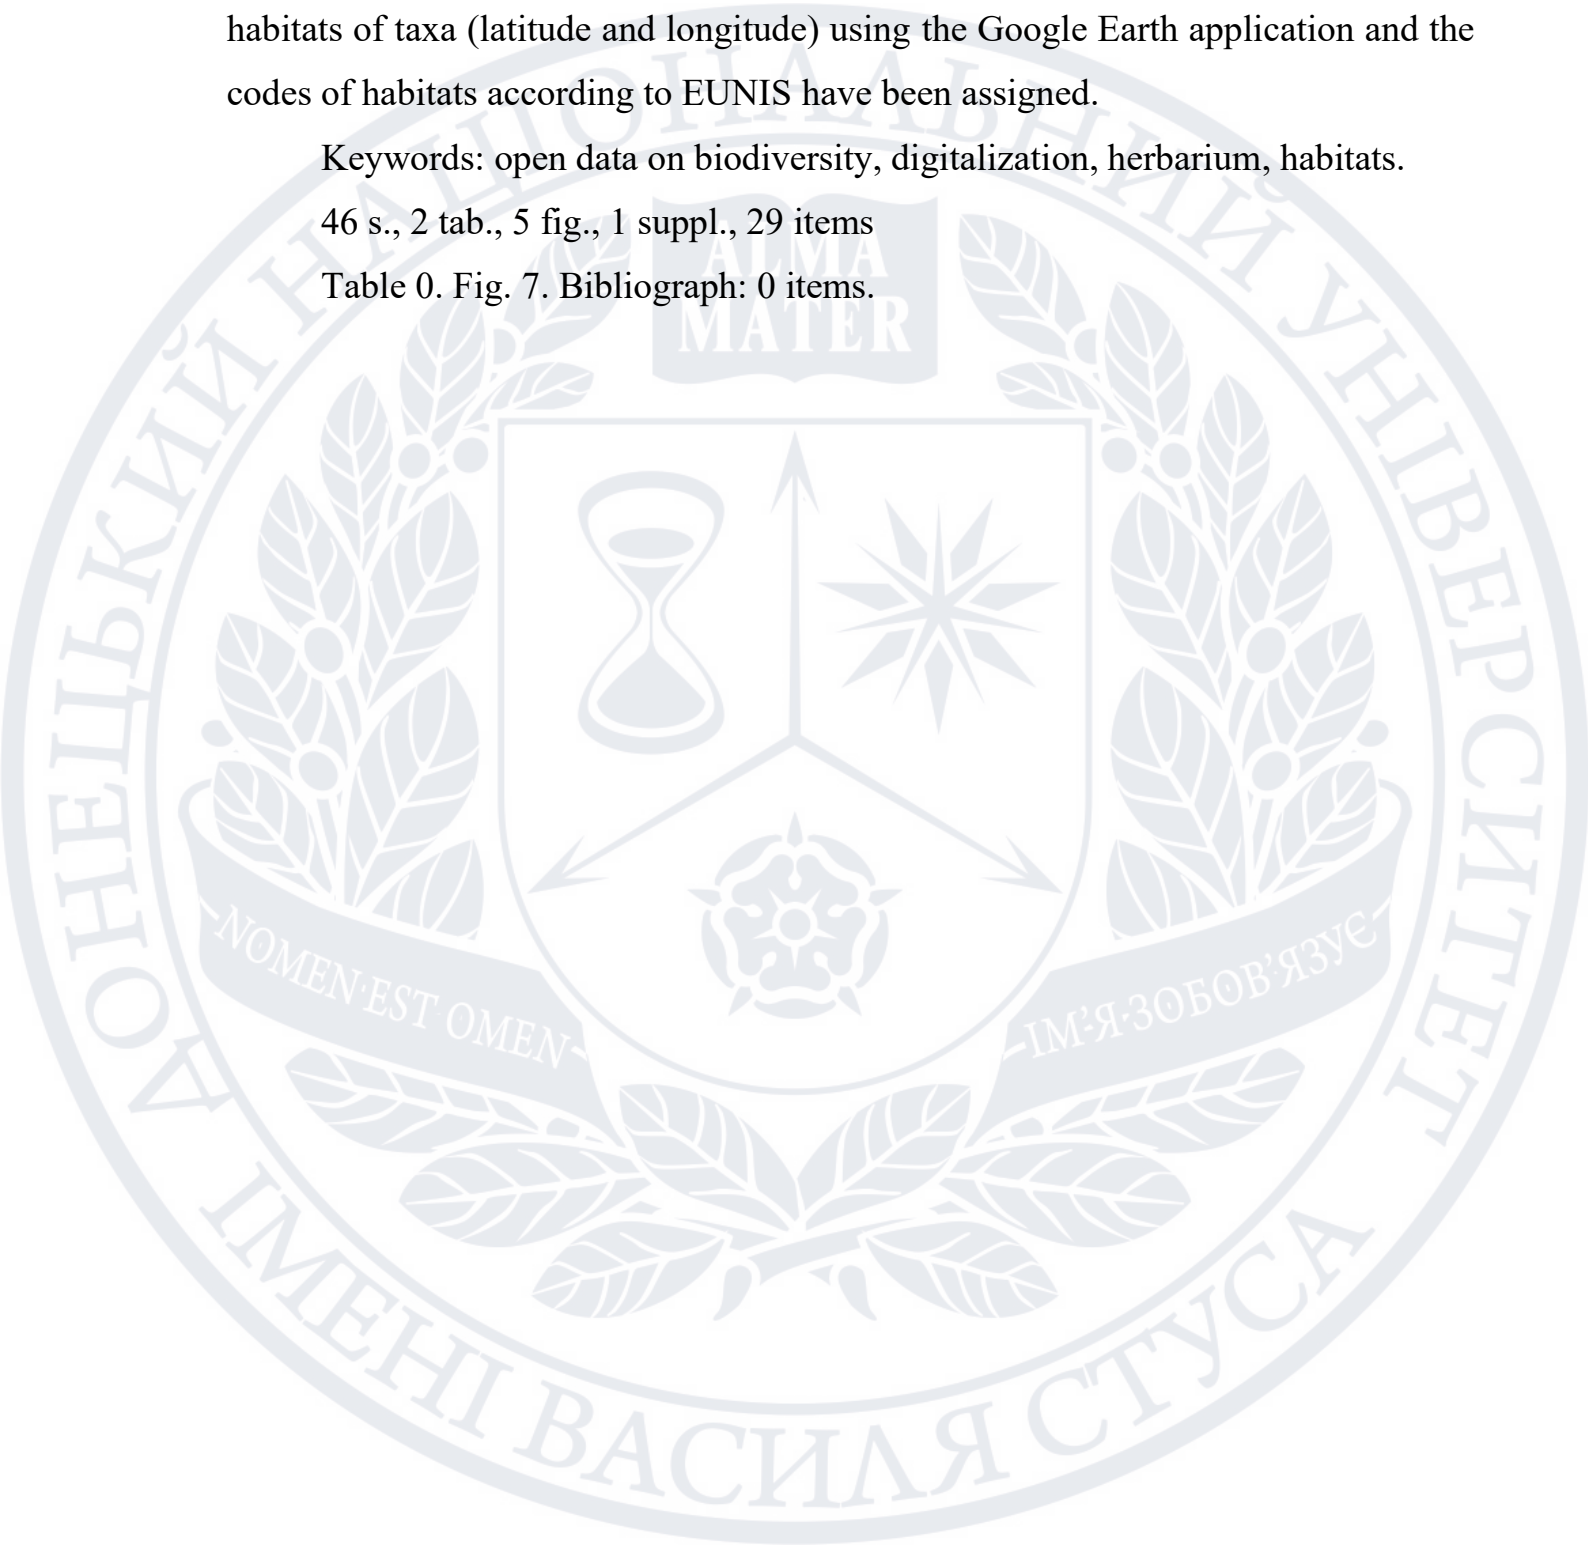 habitats of taxa (latitude and longitude) using the Google Earth application and the
codes of habitats according to EUNIS have been assigned.
Keywords: open data on biodiversity, digitalization, herbarium, habitats.
46 s., 2 tab., 5 fig., 1 suppl., 29 items
Table 0. Fig. 7. Bibliograph: 0 items.
ДОНЕЦЬКИЙ НАЦІОНАЛЬНИЙ УНІВЕРСИТЕТ
ALMA
MATER
NOMEN·EST·OMEN
ІМ'Я·ЗОБОВ'ЯЗУЄ
ІМЕНІ ВАСИЛЯ СТУСА